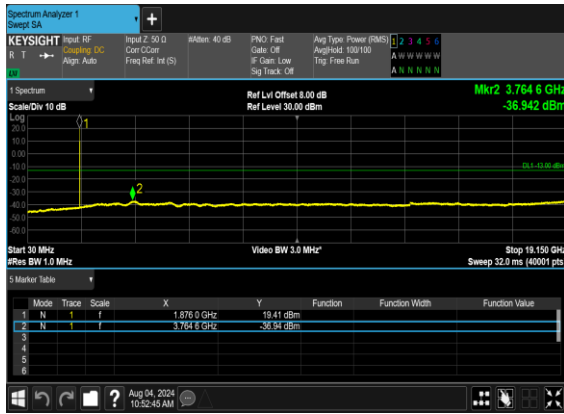 Spectrum Analyzer 1
Swept SA
+
KEYSIGHT Input: RF Input Z: 50 Ω #Atten: 40 dB PNO: Fast Avg Type: Power (RMS) 1 2 3 4 5 6
R T Coupling: DC Corr CCorr Gate: Off Avg|Hold: 100/100 A W W W W W
Align: Auto Freq Ref: Int (S) IF Gain: Low Trig: Free Run
Sig Track: Off A N N N N N
LXI
1 Spectrum Ref Lvl Offset 8.00 dB Mkr2 3.764 6 GHz
Scale/Div 10 dB Ref Level 30.00 dBm -36.942 dBm
Log
1
20.0
10.0
0.00
-10.0 DL1 -13.00 dBm
-20.0
2
-30.0
-40.0
-50.0
-60.0
Start 30 MHz Video BW 3.0 MHz* Stop 19.150 GHz
#Res BW 1.0 MHz Sweep 32.0 ms (40001 pts)
5 Marker Table
Mode Trace Scale X Y Function Function Width Function Value
1 N 1 f 1.876 0 GHz 19.41 dBm
2 N 1 f 3.764 6 GHz -36.94 dBm
3
4
5
6
? Aug 04, 2024
10:52:45 AM